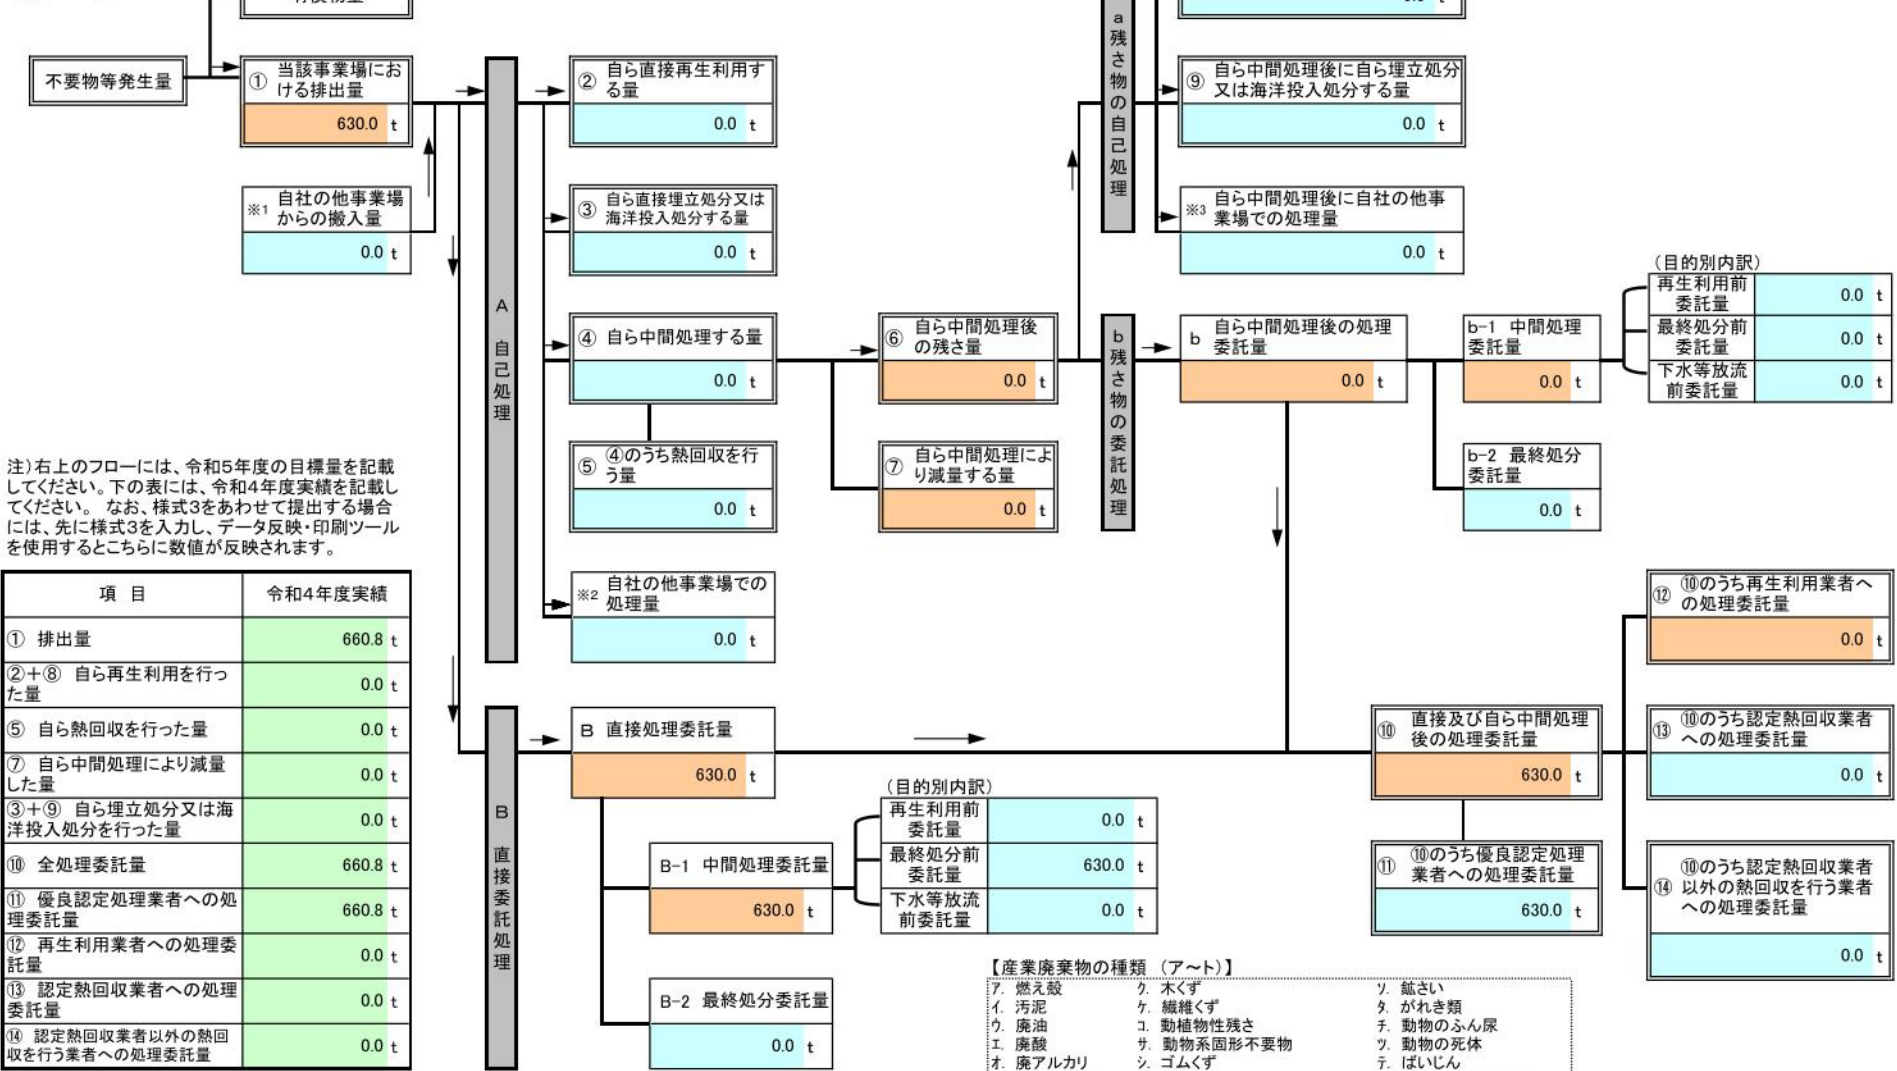 不要物等発生量
① 当該事業場にお
ける排出量
630.0 t
※1 自社の他事業場
からの搬入量
0.0 t
A 自己処理
② 自ら直接再生利用す
る量
0.0 t
③ 自ら直接埋立処分又は
海洋投入処分する量
0.0 t
④ 自ら中間処理する量
0.0 t
⑤ ④のうち熱回収を行
う量
0.0 t
※2 自社の他事業場での
処理量
0.0 t
⑥ 自ら中間処理後
の残さ量
0.0 t
⑦ 自ら中間処理によ
り減量する量
0.0 t
a 残さ物の自己処理
⑨ 自ら中間処理後に自ら埋立処分
又は海洋投入処分する量
0.0 t
※3 自ら中間処理後に自社の他事
業場での処理量
0.0 t
b 残さ物の委託処理
b 自ら中間処理後の処理
委託量
0.0 t
b-1 中間処理
委託量
0.0 t
(目的別内訳)
再生利用前
委託量
0.0 t
最終処分前
委託量
0.0 t
下水等放流
前委託量
0.0 t
b-2 最終処分
委託量
0.0 t
注)右上のフローには、令和5年度の目標量を記載
してください。下の表には、令和4年度実績を記載し
てください。 なお、様式3をあわせて提出する場合
には、先に様式3を入力し、データ反映・印刷ツール
を使用するとこちらに数値が反映されます。
項 目 令和4年度実績
① 排出量 660.8 t
②+⑧ 自ら再生利用を行っ
た量 0.0 t
⑤ 自ら熱回収を行った量 0.0 t
⑦ 自ら中間処理により減量
した量 0.0 t
③+⑨ 自ら埋立処分又は海
洋投入処分を行った量 0.0 t
⑩ 全処理委託量 660.8 t
⑪ 優良認定処理業者への処
理委託量 660.8 t
⑫ 再生利用業者への処理委
託量 0.0 t
⑬ 認定熱回収業者への処理
委託量 0.0 t
⑭ 認定熱回収業者以外の熱回
収を行う業者への処理委託量 0.0 t
B 直接委託処理
B 直接処理委託量
630.0 t
B-1 中間処理委託量
630.0 t
(目的別内訳)
再生利用前
委託量
0.0 t
最終処分前
委託量
630.0 t
下水等放流
前委託量
0.0 t
B-2 最終処分委託量
0.0 t
⑩ 直接及び自ら中間処理
後の処理委託量
630.0 t
⑪ ⑩のうち優良認定処理
業者への処理委託量
630.0 t
⑫ ⑩のうち再生利用業者へ
の処理委託量
0.0 t
⑬ ⑩のうち認定熱回収業者
への処理委託量
0.0 t
⑭ ⑩のうち認定熱回収業者
以外の熱回収を行う業者
への処理委託量
0.0 t
【産業廃棄物の種類 (ア～ト)】
ア. 燃え殻 ク. 木くず ソ. 鉱さい
イ. 汚泥 ケ. 繊維くず タ. がれき類
ウ. 廃油 コ. 動植物性残さ チ. 動物のふん尿
エ. 廃酸 サ. 動物系固形不要物 ツ. 動物の死体
オ. 廃アルカリ シ. ゴムくず テ. ばいじん